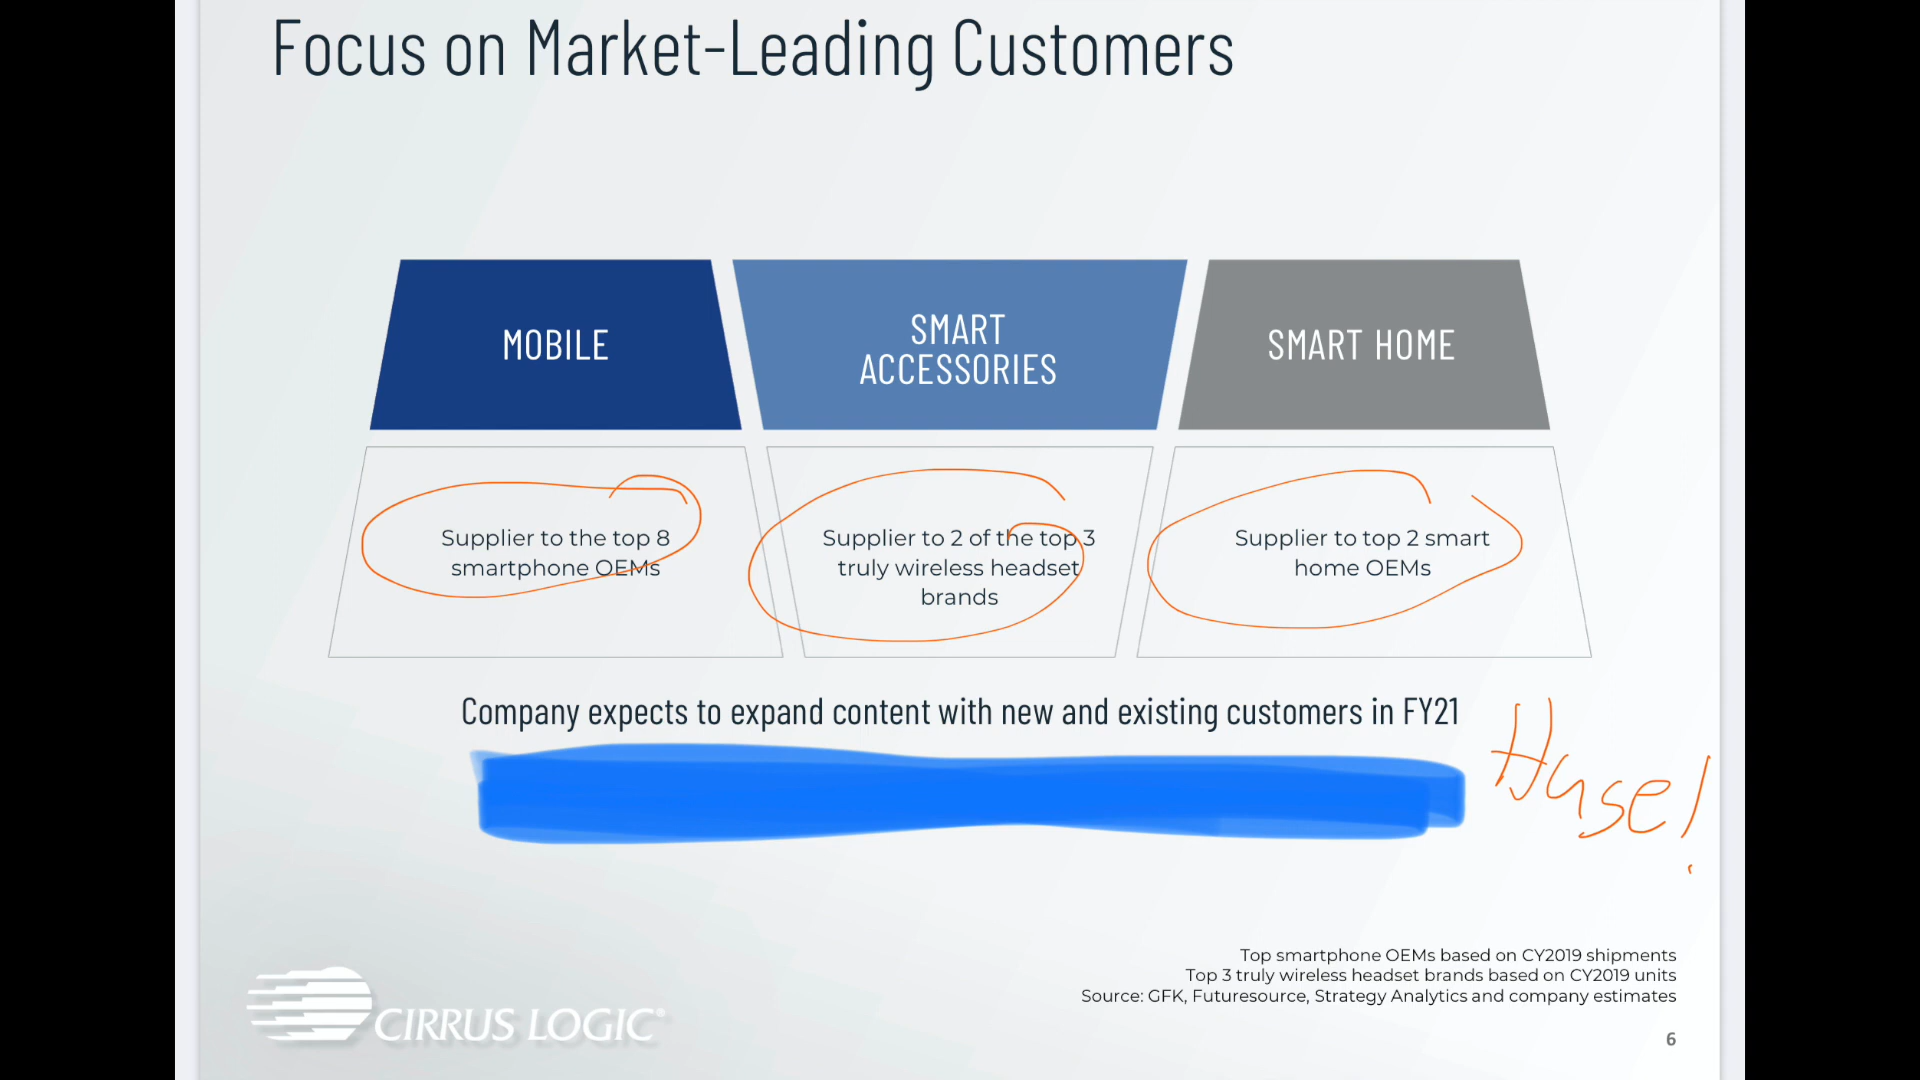 Focus on Market-Leading Customers
MOBILE
SMART
ACCESSORIES
SMART HOME
Supplier to the top 8
smartphone OEMs
Supplier to 2 of the top 3
truly wireless headset
brands
Supplier to top 2 smart
home OEMs
Company expects to expand content with new and existing customers in FY21
Top smartphone OEMs based on CY2019 shipments
Top 3 truly wireless headset brands based on CY2019 units
Source: GFK, Futuresource, Strategy Analytics and company estimates
CIRRUS LOGIC®
6